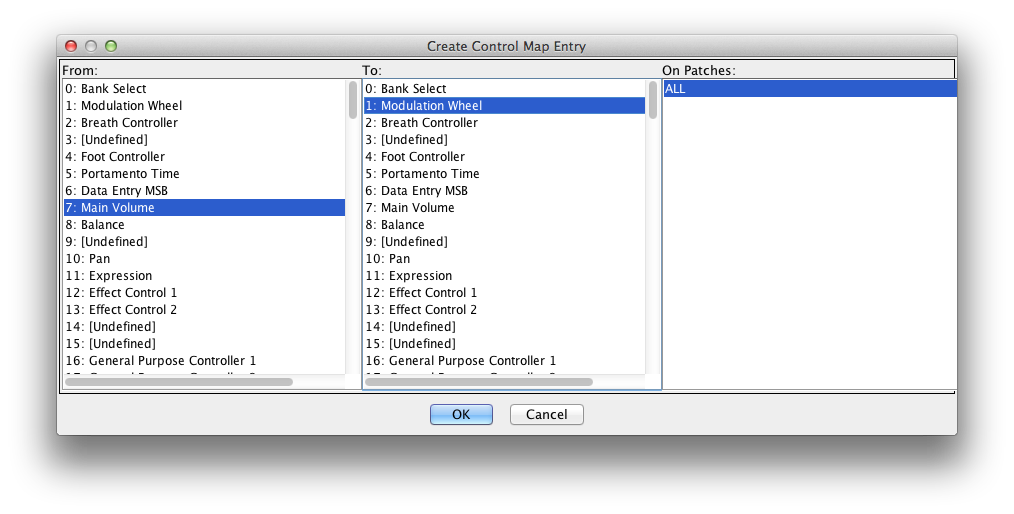 Create Control Map Entry
From:
0: Bank Select
1: Modulation Wheel
2: Breath Controller
3: [Undefined]
4: Foot Controller
5: Portamento Time
6: Data Entry MSB
7: Main Volume
8: Balance
9: [Undefined]
10: Pan
11: Expression
12: Effect Control 1
13: Effect Control 2
14: [Undefined]
15: [Undefined]
16: General Purpose Controller 1
To:
0: Bank Select
1: Modulation Wheel
2: Breath Controller
3: [Undefined]
4: Foot Controller
5: Portamento Time
6: Data Entry MSB
7: Main Volume
8: Balance
9: [Undefined]
10: Pan
11: Expression
12: Effect Control 1
13: Effect Control 2
14: [Undefined]
15: [Undefined]
16: General Purpose Controller 1
On Patches:
ALL
OK
Cancel